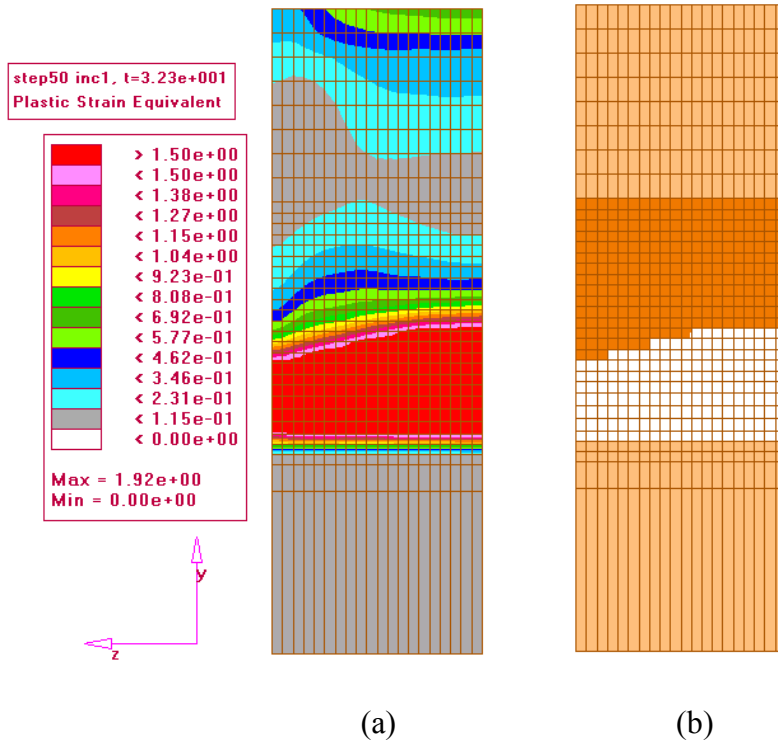 step50 inc1, t=3.23e+001
Plastic Strain Equivalent
> 1.50e+00
< 1.50e+00
< 1.38e+00
< 1.27e+00
< 1.15e+00
< 1.04e+00
< 9.23e-01
< 8.08e-01
< 6.92e-01
< 5.77e-01
< 4.62e-01
< 3.46e-01
< 2.31e-01
< 1.15e-01
< 0.00e+00
Max = 1.92e+00
Min = 0.00e+00
y
z
(a)
(b)